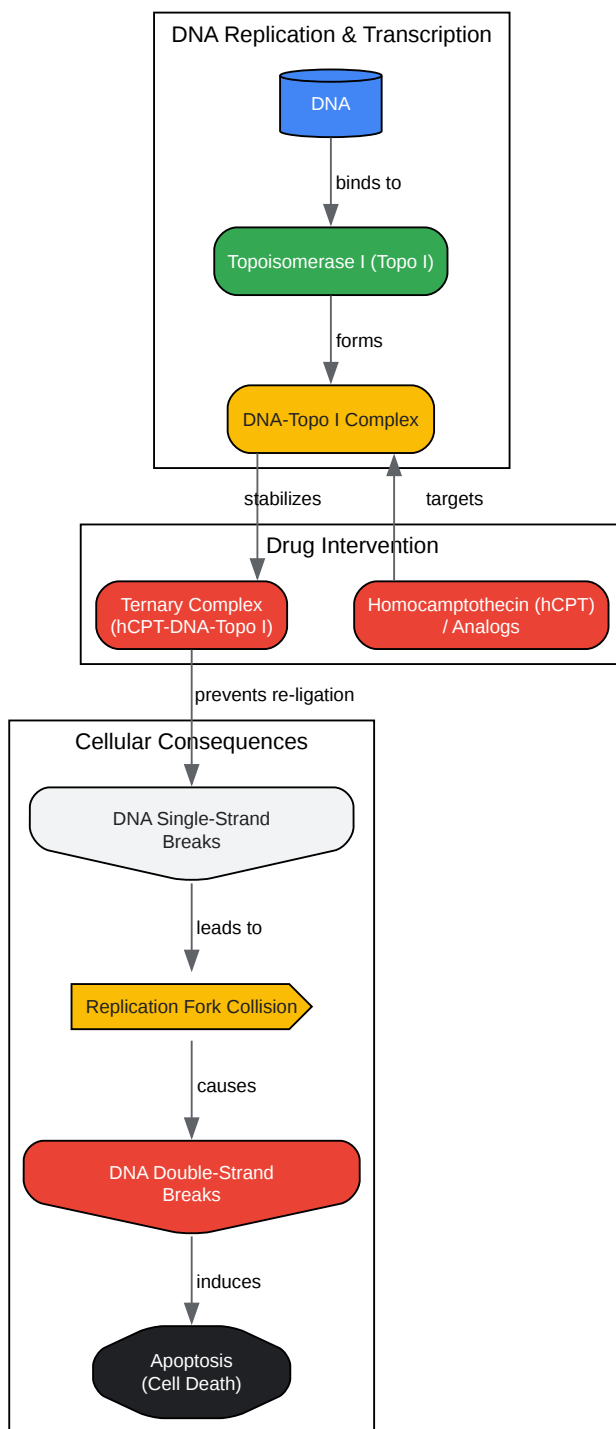 DNA Replication & Transcription
DNA
binds to
Topoisomerase I (Topo I)
forms
DNA-Topo I Complex
stabilizes
targets
Drug Intervention
Ternary Complex
(hCPT-DNA-Topo I)
Homocamptothecin (hCPT)
/ Analogs
prevents re-ligation
Cellular Consequences
DNA Single-Strand
Breaks
leads to
Replication Fork Collision
causes
DNA Double-Strand
Breaks
induces
Apoptosis
(Cell Death)